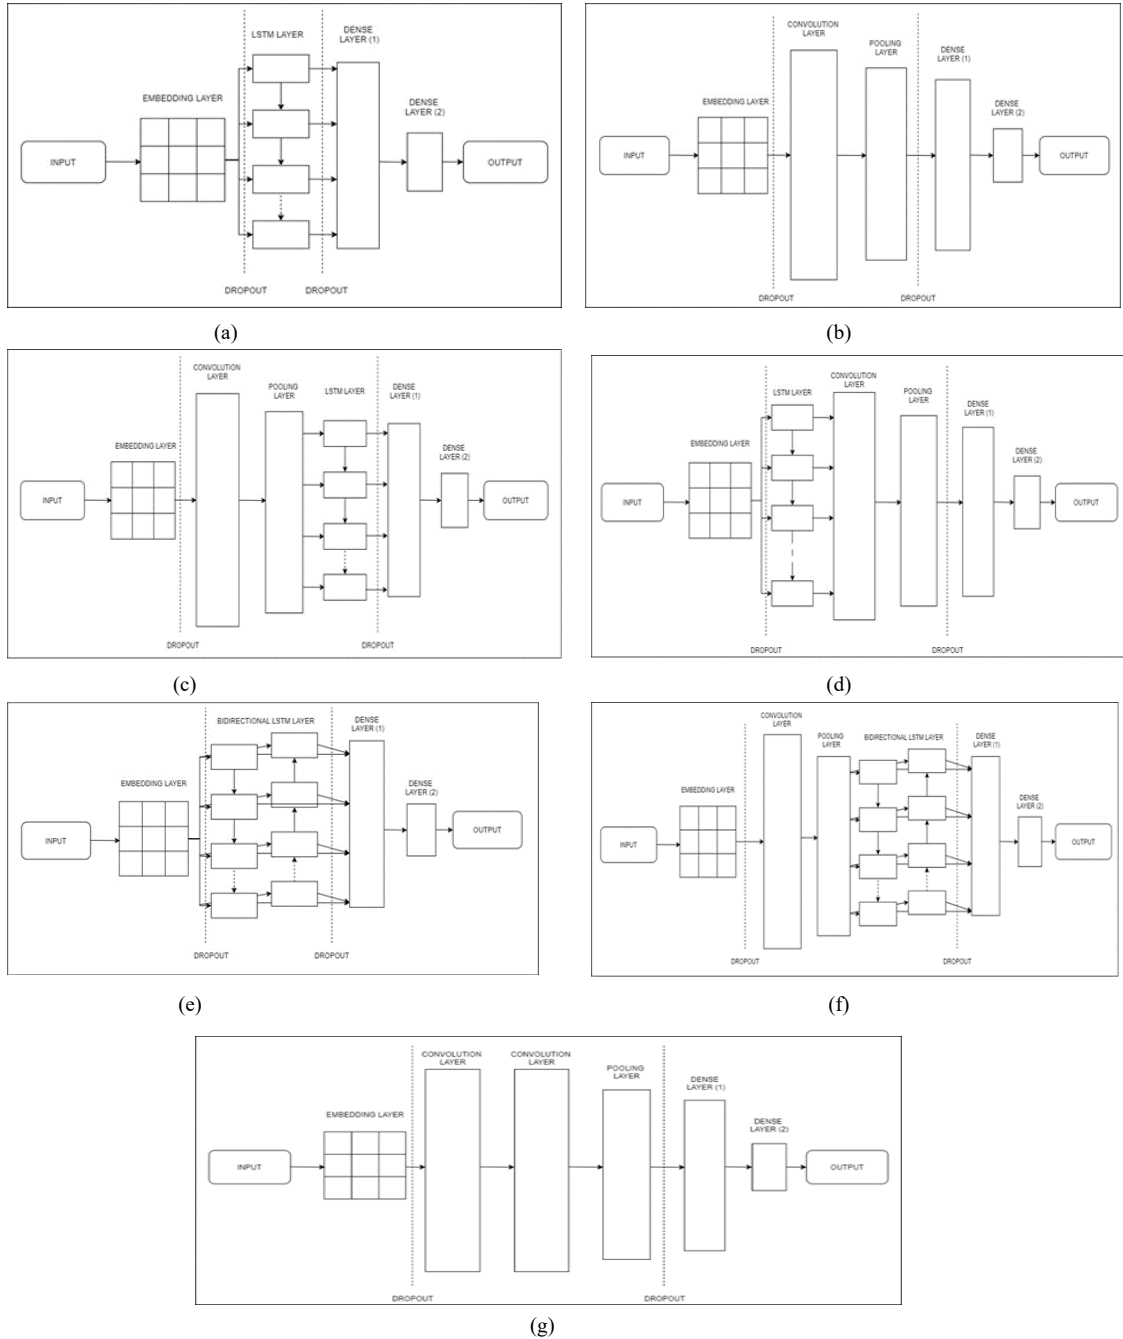 LSTM LAYER
DENSE
LAYER (1)
EMBEDDING LAYER
DENSE
LAYER (2)
INPUT
OUTPUT
DROPOUT
DROPOUT
(a)
CONVOLUTION
LAYER
POOLING
LAYER
DENSE
LAYER (1)
EMBEDDING LAYER
DENSE
LAYER (2)
INPUT
OUTPUT
DROPOUT
DROPOUT
(b)
CONVOLUTION
LAYER
POOLING
LAYER
LSTM LAYER
DENSE
LAYER (1)
EMBEDDING LAYER
DENSE
LAYER (2)
INPUT
OUTPUT
DROPOUT
DROPOUT
(c)
LSTM LAYER
CONVOLUTION
LAYER
POOLING
LAYER
DENSE
LAYER (1)
EMBEDDING LAYER
DENSE
LAYER (2)
INPUT
OUTPUT
DROPOUT
DROPOUT
(d)
BIDIRECTIONAL LSTM LAYER
DENSE
LAYER (1)
EMBEDDING LAYER
DENSE
LAYER (2)
INPUT
OUTPUT
DROPOUT
DROPOUT
(e)
CONVOLUTION
LAYER
POOLING
LAYER
BIDIRECTIONAL LSTM LAYER
DENSE
LAYER (1)
EMBEDDING LAYER
DENSE
LAYER (2)
INPUT
OUTPUT
DROPOUT
DROPOUT
(f)
CONVOLUTION
LAYER
CONVOLUTION
LAYER
POOLING
LAYER
DENSE
LAYER (1)
EMBEDDING LAYER
DENSE
LAYER (2)
INPUT
OUTPUT
DROPOUT
DROPOUT
(g)